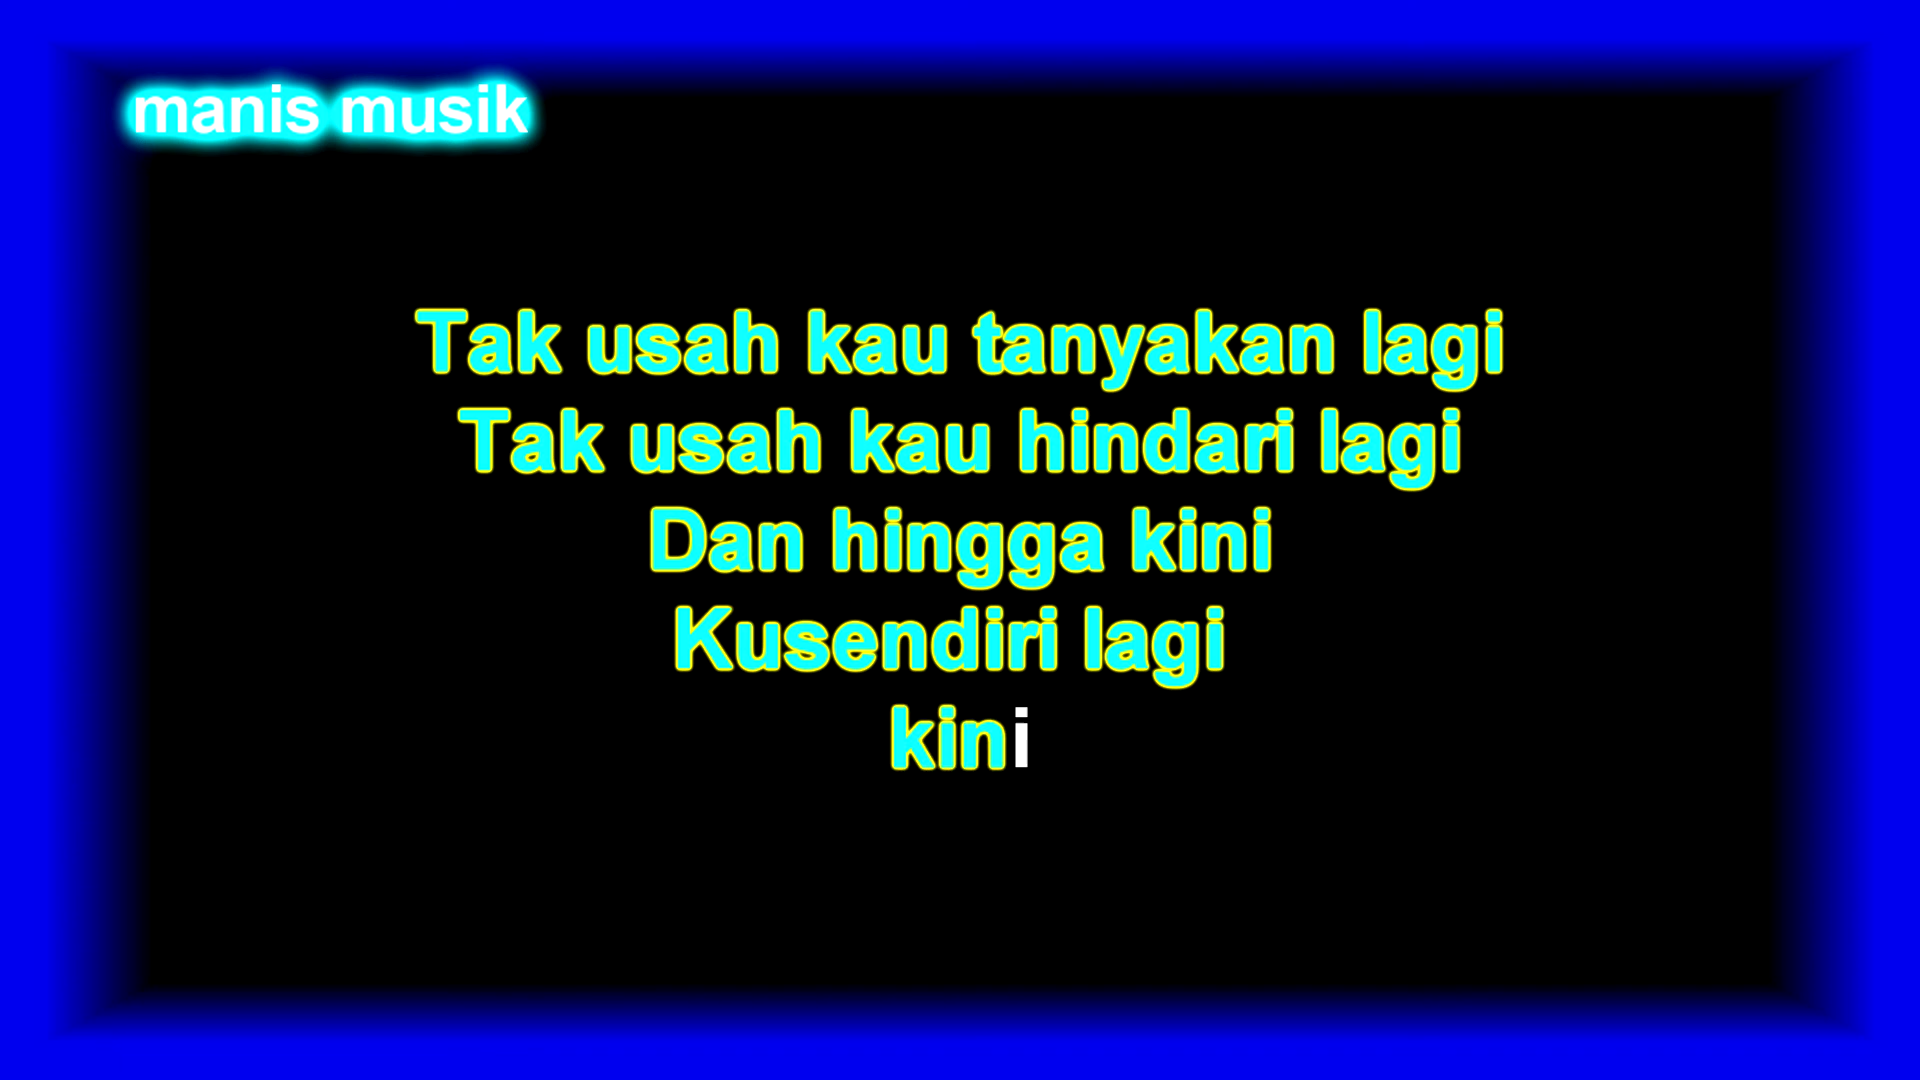 manis musik
Tak usah kau tanyakan lagi
Tak usah kau hindari lagi
Dan hingga kini
Kusendiri lagi
kini